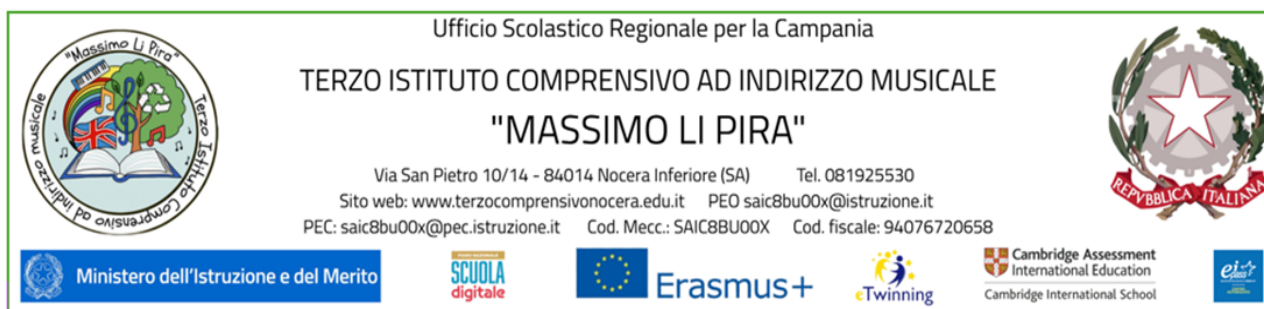 Ufficio Scolastico Regionale per la Campania
TERZO ISTITUTO COMPRENSIVO AD INDIRIZZO MUSICALE
"MASSIMO LI PIRA"
Via San Pietro 10/14 - 84014 Nocera Inferiore (SA) Tel. 081925530
Sito web: www.terzocomprensivonocera.edu.it PEO saic8bu00x@istruzione.it
PEC: saic8bu00x@pec.istruzione.it Cod. Mecc.: SAIC8BU00X Cod. fiscale: 94076720658
"Massimo Li Pira"
Terzo Istituto Comprensivo ad Indirizzo musicale
REPVBBLICA ITALIANA
Ministero dell'Istruzione e del Merito
SCUOLA
digitale
Erasmus+
eTwinning
Cambridge Assessment
International Education
Cambridge International School
ei
pass